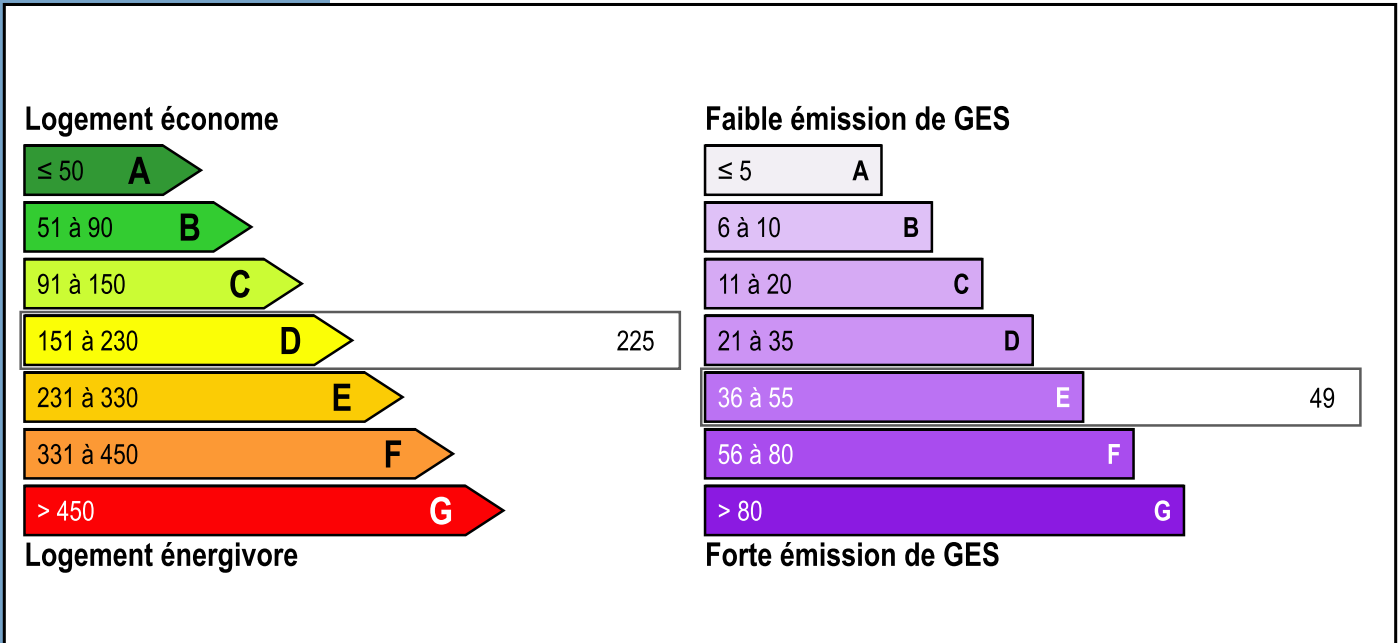 Logement économe
≤ 50 A
51 à 90 B
91 à 150 C
151 à 230 D 225
231 à 330 E
331 à 450 F
> 450 G
Logement énergivore
Faible émission de GES
≤ 5 A
6 à 10 B
11 à 20 C
21 à 35 D
36 à 55 E 49
56 à 80 F
> 80 G
Forte émission de GES